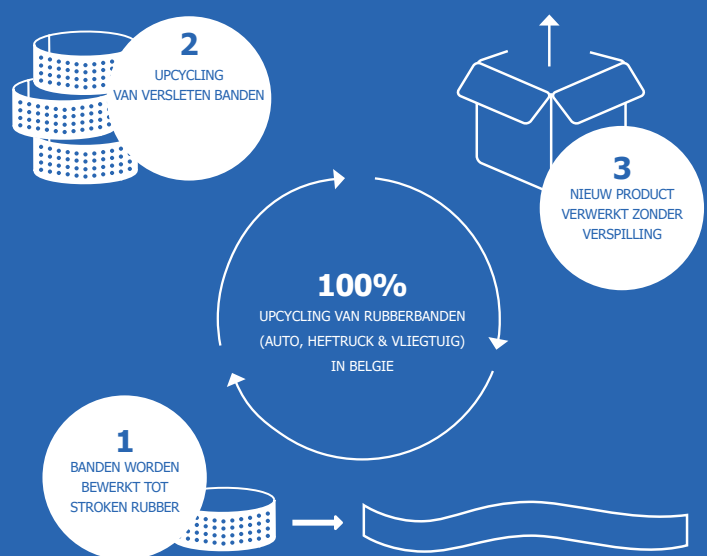 2
UPCYCLING
VAN VERSLETEN BANDEN
3
NIEUW PRODUCT
VERWERKT ZONDER
VERSPILLING
100%
UPCYCLING VAN RUBBERBANDEN
(AUTO, HEFTRUCK & VLIEGTUIG)
IN BELGIE
1
BANDEN WORDEN
BEWERKT TOT
STROKEN RUBBER